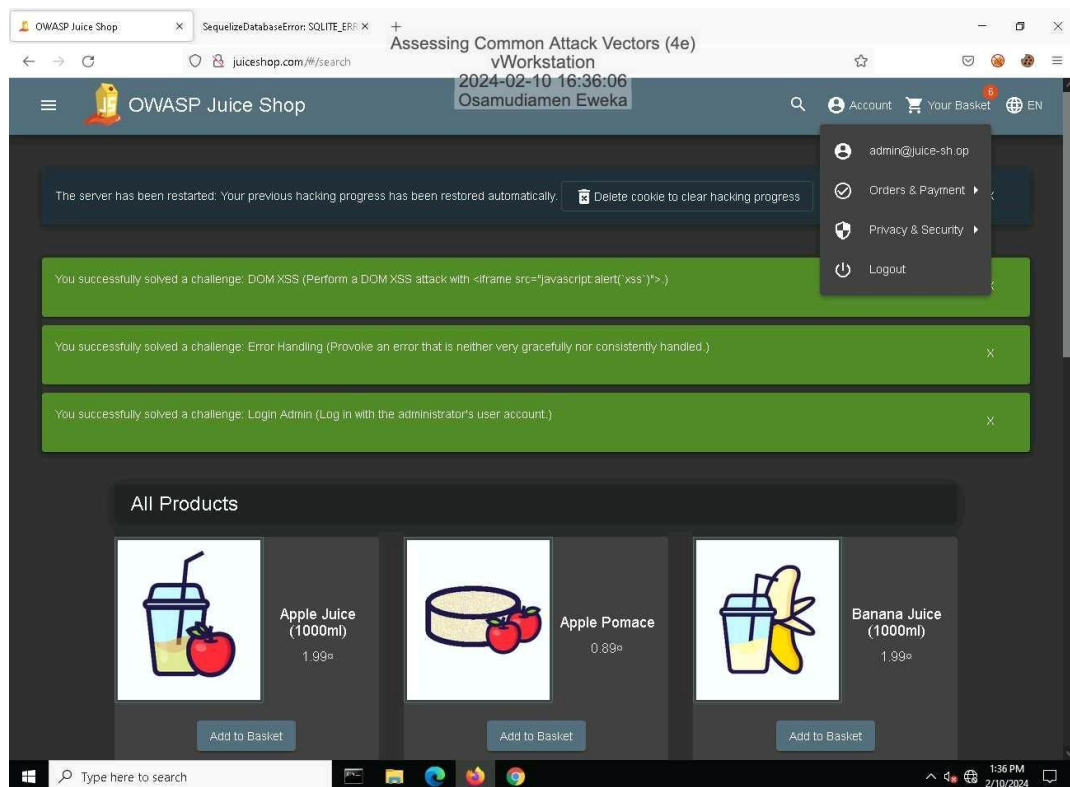 OWASP Juice Shop
SequelizeDatabaseError: SQLITE_ERR
Assessing Common Attack Vectors (4e)
vWorkstation
2024-02-10 16:36:06
Osamudiamen Eweka
juiceshop.com/#/search
OWASP Juice Shop
Account
Your Basket
6
EN
admin@juice-sh.op
Orders & Payment
Privacy & Security
Logout
The server has been restarted: Your previous hacking progress has been restored automatically.
Delete cookie to clear hacking progress
X
You successfully solved a challenge: DOM XSS (Perform a DOM XSS attack with <iframe src="javascript:alert(`xss`)">.)
X
You successfully solved a challenge: Error Handling (Provoke an error that is neither very gracefully nor consistently handled.)
X
You successfully solved a challenge: Login Admin (Log in with the administrator's user account.)
X
All Products
Apple Juice
(1000ml)
1.99¤
Add to Basket
Apple Pomace
0.89¤
Add to Basket
Banana Juice
(1000ml)
1.99¤
Add to Basket
Type here to search
1:36 PM
2/10/2024